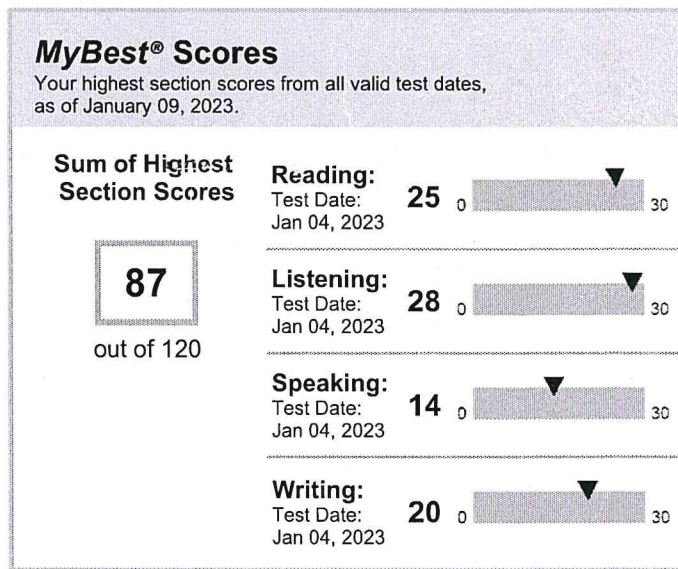 MyBest® Scores
Your highest section scores from all valid test dates,
as of January 09, 2023.
Sum of Highest
Section Scores
87
out of 120
Reading:
Test Date:
Jan 04, 2023
25
0
30
Listening:
Test Date:
Jan 04, 2023
28
0
30
Speaking:
Test Date:
Jan 04, 2023
14
0
30
Writing:
Test Date:
Jan 04, 2023
20
0
30